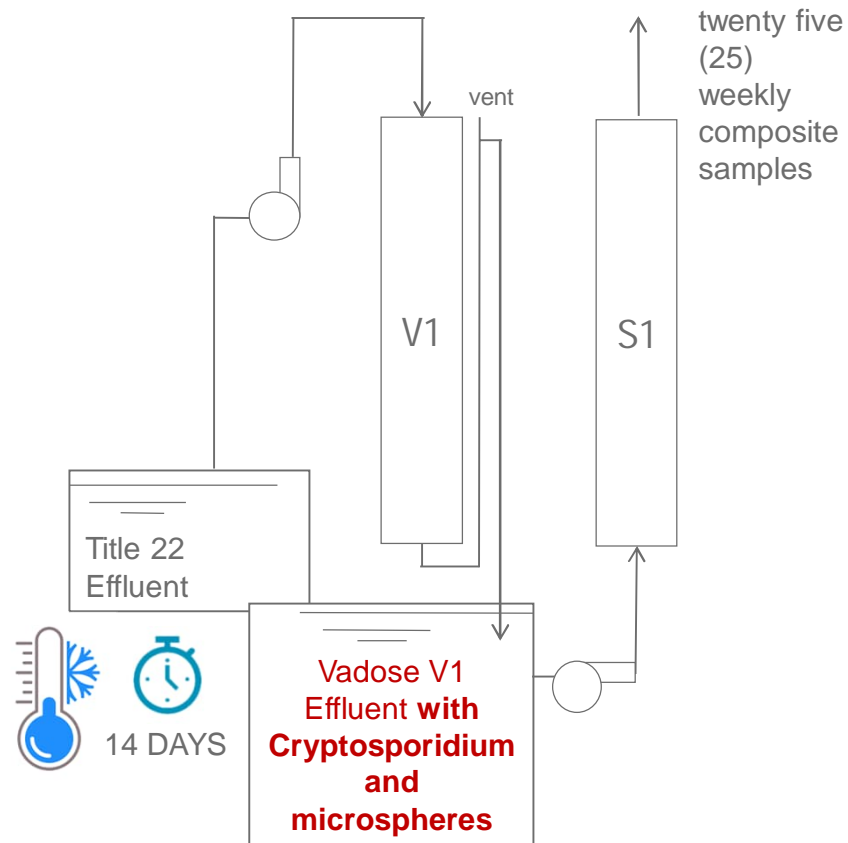 twenty five
(25)
weekly
composite
samples
vent
V1
S1
Title 22
Effluent
14 DAYS
Vadose V1
Effluent with
Cryptosporidium
and
microspheres